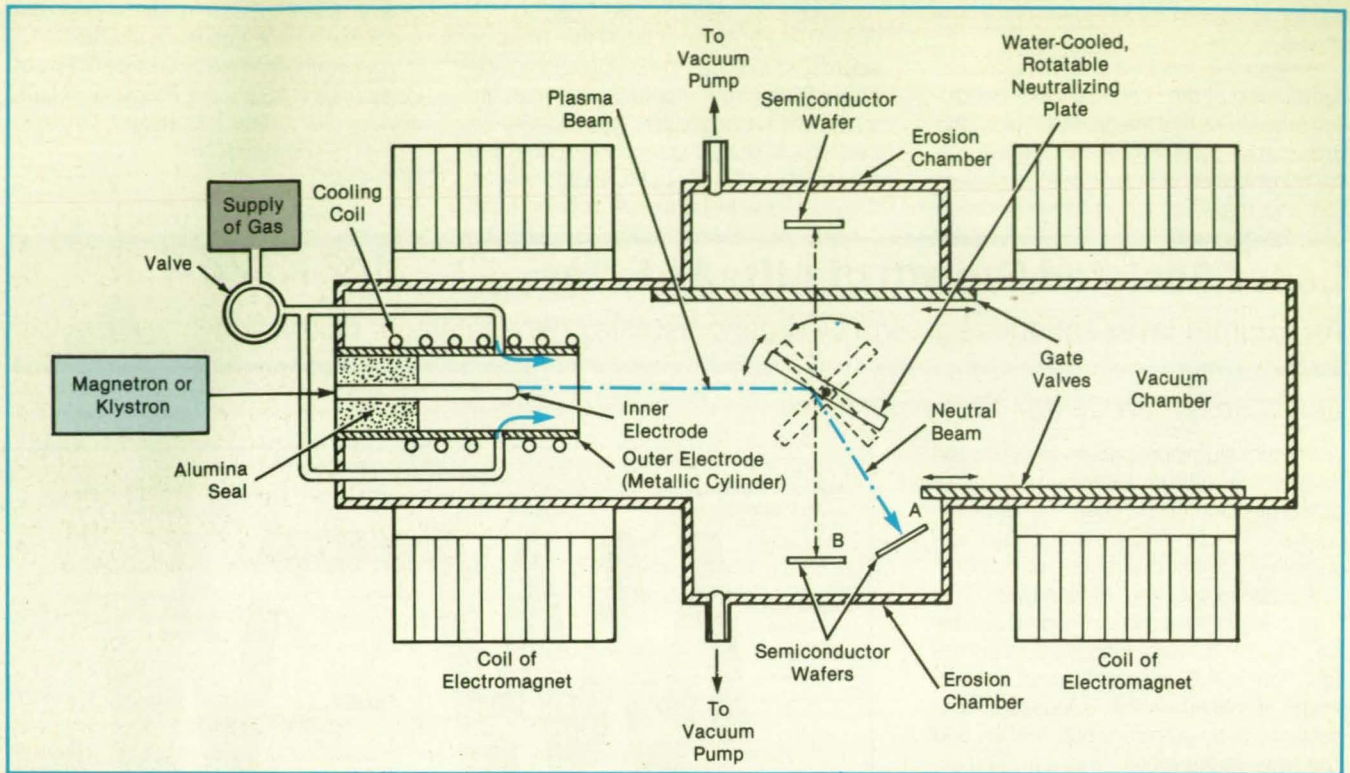 To
Vacuum
Pump
Water-Cooled,
Rotatable
Neutralizing
Plate
Plasma
Beam
Semiconductor
Wafer
Erosion
Chamber
Cooling
Coil
Supply
of Gas
Valve
Magnetron or
Klystron
Alumina
Seal
Inner
Electrode
Outer Electrode
(Metallic Cylinder)
Neutral
Beam
Gate
Valves
Vacuum
Chamber
A
B
Coil of
Electromagnet
To
Vacuum
Pump
Semiconductor
Wafers
Erosion
Chamber
Coil of
Electromagnet